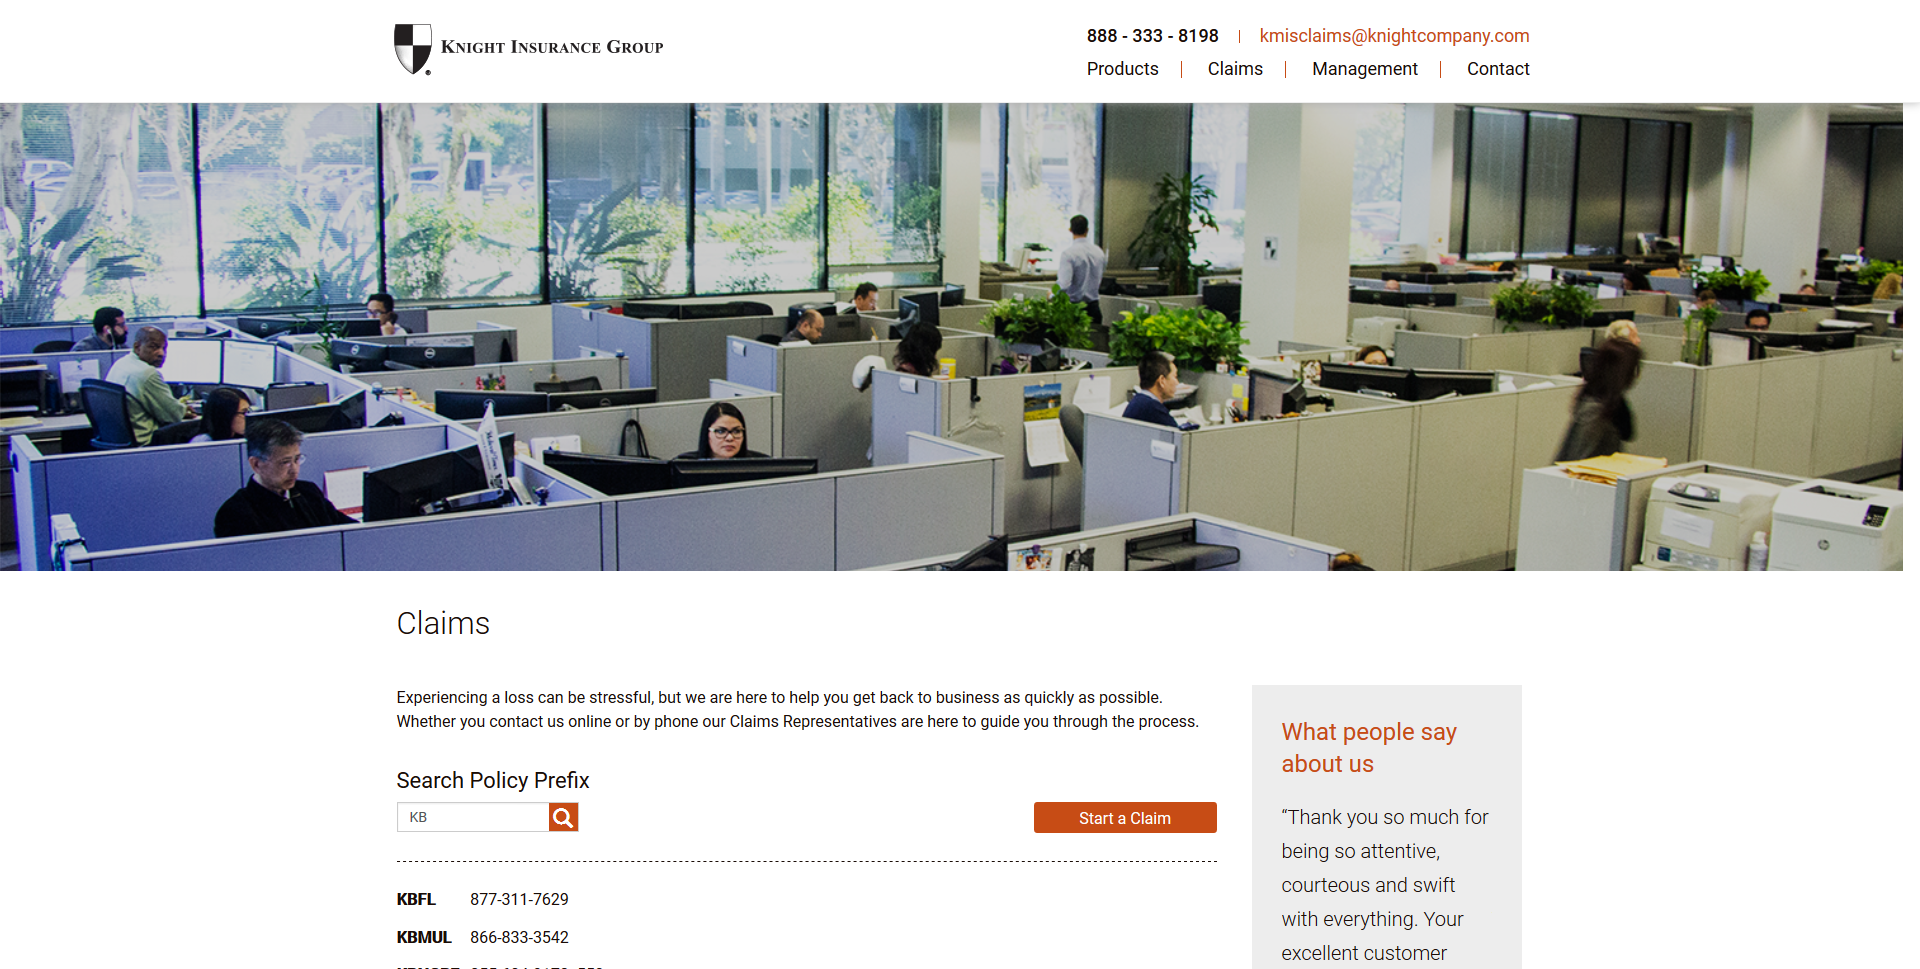 KNIGHT INSURANCE GROUP
888 - 333 - 8198 | kmisclaims@knightcompany.com
Products | Claims | Management | Contact
Claims
Experiencing a loss can be stressful, but we are here to help you get back to business as quickly as possible.
Whether you contact us online or by phone our Claims Representatives are here to guide you through the process.
Search Policy Prefix
KB
Start a Claim
KBFL 877-311-7629
KBMUL 866-833-3542
What people say
about us
“Thank you so much for
being so attentive,
courteous and swift
with everything. Your
excellent customer